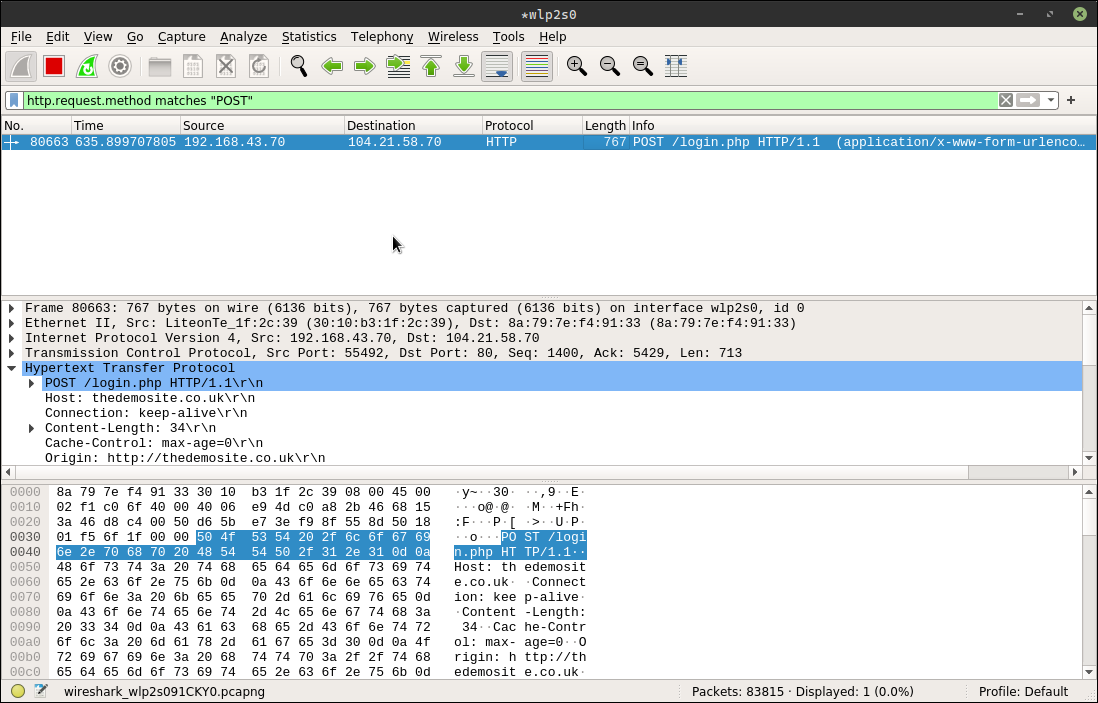 *wlp2s0
File Edit View Go Capture Analyze Statistics Telephony Wireless Tools Help
http.request.method matches "POST"
No. Time Source Destination Protocol Length Info
80663 635.899707805 192.168.43.70 104.21.58.70 HTTP 767 POST /login.php HTTP/1.1 (application/x-www-form-urlenco…
Frame 80663: 767 bytes on wire (6136 bits), 767 bytes captured (6136 bits) on interface wlp2s0, id 0
Ethernet II, Src: LiteonTe_1f:2c:39 (30:10:b3:1f:2c:39), Dst: 8a:79:7e:f4:91:33 (8a:79:7e:f4:91:33)
Internet Protocol Version 4, Src: 192.168.43.70, Dst: 104.21.58.70
Transmission Control Protocol, Src Port: 55492, Dst Port: 80, Seq: 1400, Ack: 5429, Len: 713
Hypertext Transfer Protocol
POST /login.php HTTP/1.1\r\n
Host: thedemosite.co.uk\r\n
Connection: keep-alive\r\n
Content-Length: 34\r\n
Cache-Control: max-age=0\r\n
Origin: http://thedemosite.co.uk\r\n
0000 8a 79 7e f4 91 33 30 10 b3 1f 2c 39 08 00 45 00 ·y~··30· ··,9··E·
0010 02 f1 c0 6f 40 00 40 06 e9 4d c0 a8 2b 46 68 15 ···o@·@· ·M··+Fh·
0020 3a 46 d8 c4 00 50 d6 5b e7 3e f9 8f 55 8d 50 18 :F···P·[ ·>··U·P·
0030 01 f5 6f 1f 00 00 50 4f 53 54 20 2f 6c 6f 67 69 ··o···PO ST /logi
0040 6e 2e 70 68 70 20 48 54 54 50 2f 31 2e 31 0d 0a n.php HT TP/1.1··
0050 48 6f 73 74 3a 20 74 68 65 64 65 6d 6f 73 69 74 Host: th edemosit
0060 65 2e 63 6f 2e 75 6b 0d 0a 43 6f 6e 6e 65 63 74 e.co.uk· ·Connect
0070 69 6f 6e 3a 20 6b 65 65 70 2d 61 6c 69 76 65 0d ion: kee p-alive·
0080 0a 43 6f 6e 74 65 6e 74 2d 4c 65 6e 67 74 68 3a ·Content -Length:
0090 20 33 34 0d 0a 43 61 63 68 65 2d 43 6f 6e 74 72 34··Cac he-Contr
00a0 6f 6c 3a 20 6d 61 78 2d 61 67 65 3d 30 0d 0a 4f ol: max- age=0··O
00b0 72 69 67 69 6e 3a 20 68 74 74 70 3a 2f 2f 74 68 rigin: h ttp://th
00c0 65 64 65 6d 6f 73 69 74 65 2e 63 6f 2e 75 6b 0d edemosit e.co.uk·
wireshark_wlp2s091CKY0.pcapng Packets: 83815 · Displayed: 1 (0.0%) Profile: Default